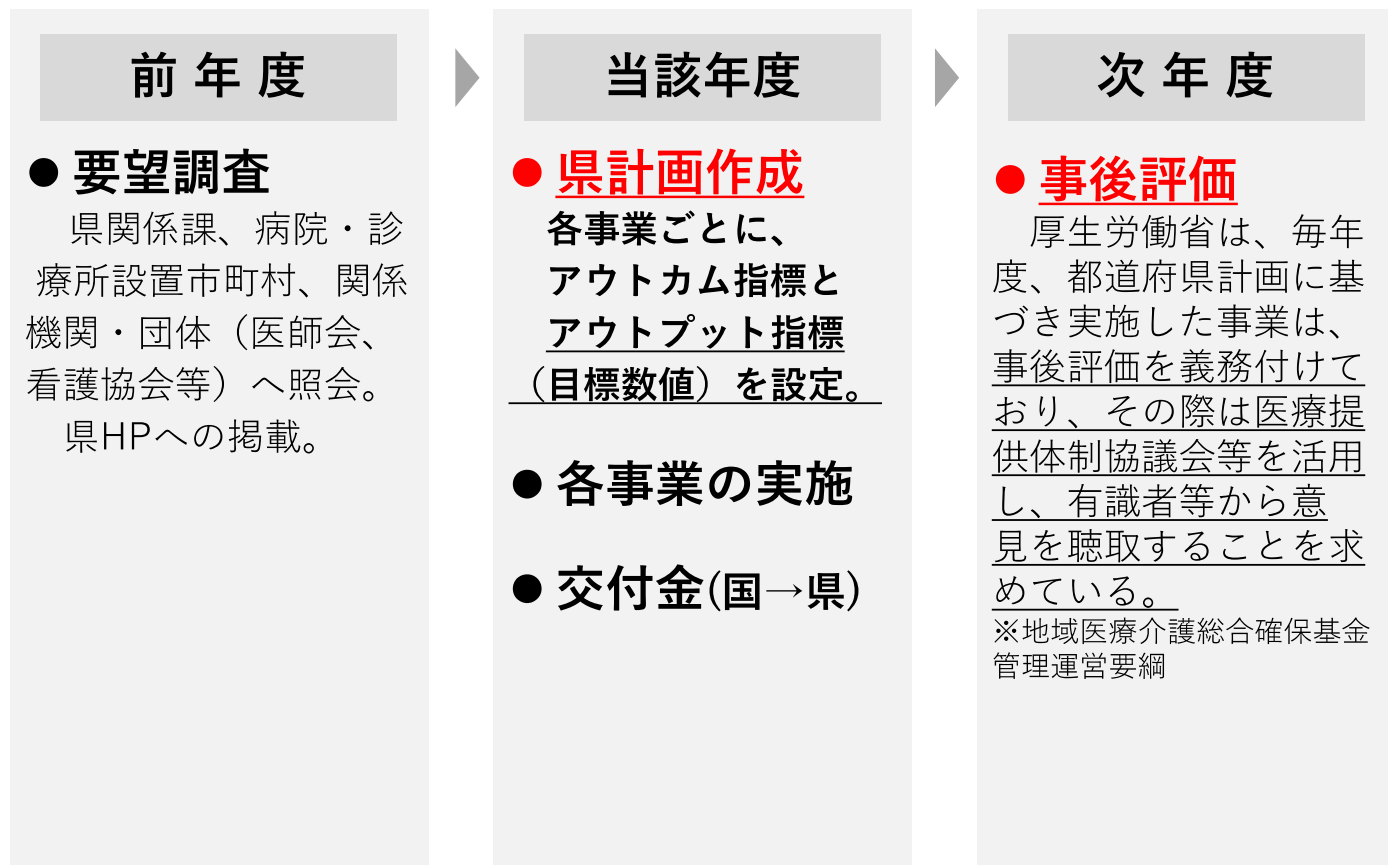 前年度
● 要望調査
県関係課、病院・診
療所設置市町村、関係
機関・団体（医師会、
看護協会等）へ照会。
県HPへの掲載。
当該年度
● 県計画作成
各事業ごとに、
アウトカム指標と
アウトプット指標
（目標数値）を設定。
● 各事業の実施
● 交付金(国→県)
次年度
● 事後評価
厚生労働省は、毎年
度、都道府県計画に基
づき実施した事業は、
事後評価を義務付けて
おり、その際は医療提
供体制協議会等を活用
し、有識者等から意
見を聴取することを求
めている。
※地域医療介護総合確保基金
管理運営要綱